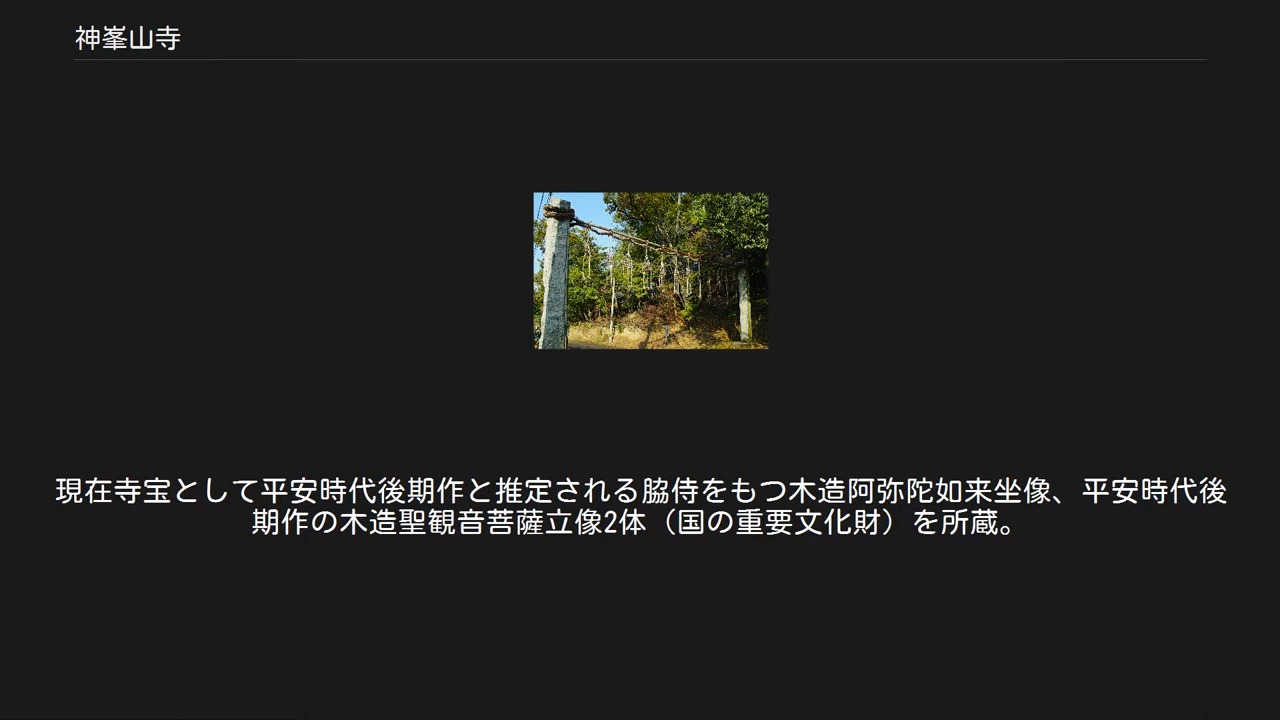 神峯山寺
現在寺宝として平安時代後期作と推定される脇侍をもつ木造阿弥陀如来坐像、平安時代後
期作の木造聖観音菩薩立像2体（国の重要文化財）を所蔵。